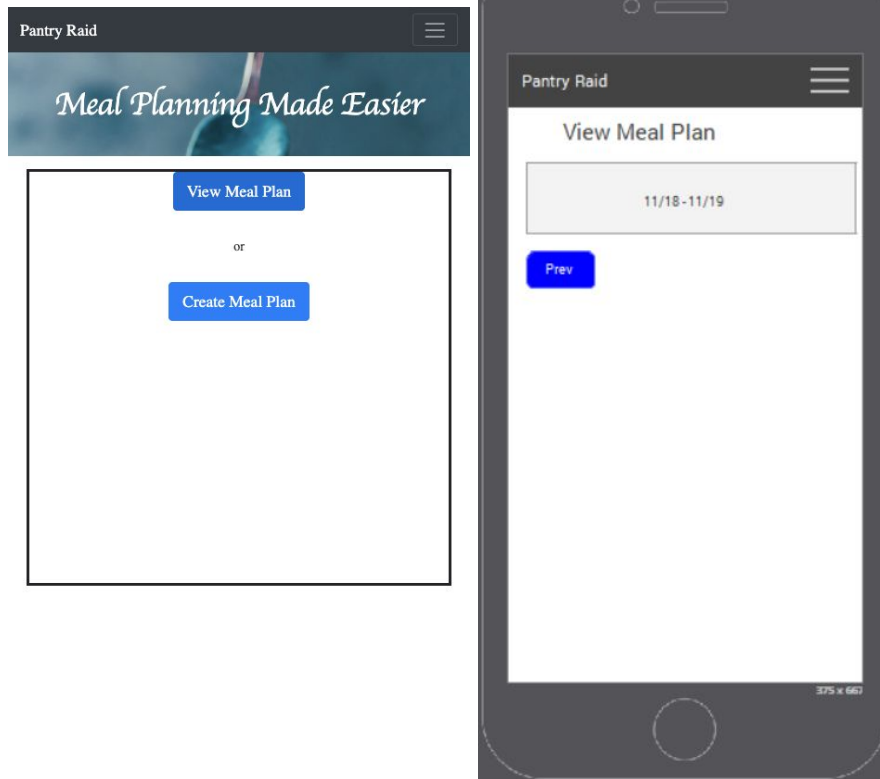 Pantry Raid
Meal Planning Made Easier
View Meal Plan
or
Create Meal Plan
Pantry Raid
View Meal Plan
11/18-11/19
Prev
375 x 667